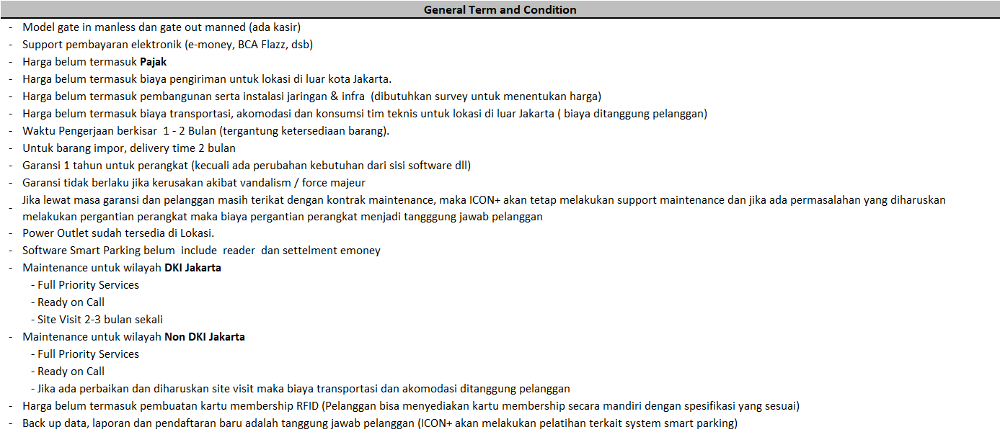 General Term and Condition
- Model gate in manless dan gate out manned (ada kasir)
- Support pembayaran elektronik (e-money, BCA Flazz, dsb)
- Harga belum termasuk Pajak
- Harga belum termasuk biaya pengiriman untuk lokasi di luar kota Jakarta.
- Harga belum termasuk pembangunan serta instalasi jaringan & infra (dibutuhkan survey untuk menentukan harga)
- Harga belum termasuk biaya transportasi, akomodasi dan konsumsi tim teknis untuk lokasi di luar Jakarta ( biaya ditanggung pelanggan)
- Waktu Pengerjaan berkisar 1 - 2 Bulan (tergantung ketersediaan barang).
- Untuk barang impor, delivery time 2 bulan
- Garansi 1 tahun untuk perangkat (kecuali ada perubahan kebutuhan dari sisi software dll)
- Garansi tidak berlaku jika kerusakan akibat vandalism / force majeur
- Jika lewat masa garansi dan pelanggan masih terikat dengan kontrak maintenance, maka ICON+ akan tetap melakukan support maintenance dan jika ada permasalahan yang diharuskan
melakukan pergantian perangkat maka biaya pergantian perangkat menjadi tangggung jawab pelanggan
- Power Outlet sudah tersedia di Lokasi.
- Software Smart Parking belum include reader dan settelment emoney
- Maintenance untuk wilayah DKI Jakarta
- Full Priority Services
- Ready on Call
- Site Visit 2-3 bulan sekali
- Maintenance untuk wilayah Non DKI Jakarta
- Full Priority Services
- Ready on Call
- Jika ada perbaikan dan diharuskan site visit maka biaya transportasi dan akomodasi ditanggung pelanggan
- Harga belum termasuk pembuatan kartu membership RFID (Pelanggan bisa menyediakan kartu membership secara mandiri dengan spesifikasi yang sesuai)
- Back up data, laporan dan pendaftaran baru adalah tanggung jawab pelanggan (ICON+ akan melakukan pelatihan terkait system smart parking)